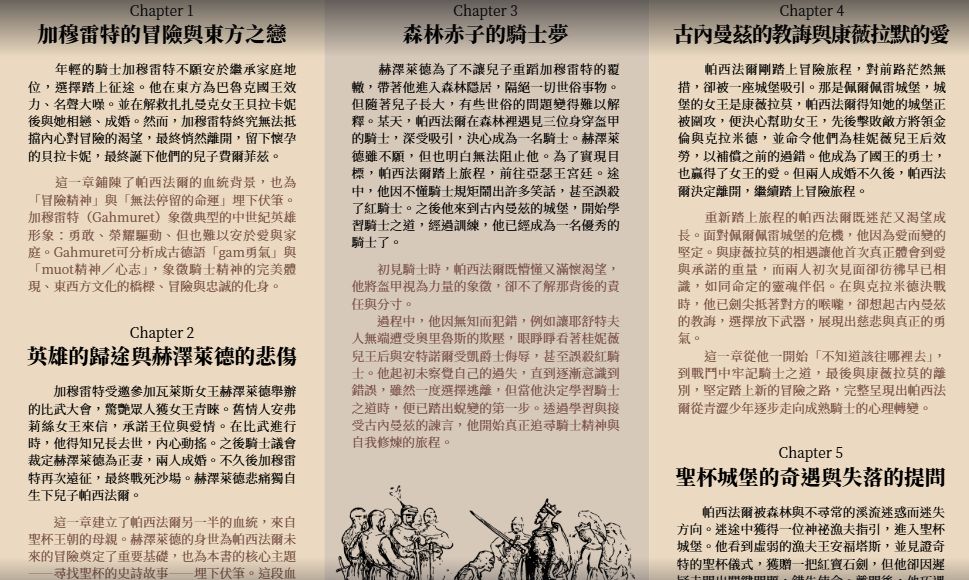 Chapter 1
加穆雷特的冒險與東方之戀
年輕的騎士加穆雷特不願安於繼承家庭地
位，選擇踏上征途。他在東方為巴魯克國王效
力、名聲大噪。並在解救扎扎曼克女王貝拉卡妮
後與她相戀、成婚。然而，加穆雷特終究無法抵
擋內心對冒險的渴望，最終悄然離開，留下懷孕
的貝拉卡妮，最終誕下他們的兒子費爾菲茲。
這一章鋪陳了帕西法爾的血統背景，也為
「冒險精神」與「無法停留的命運」埋下伏筆。
加穆雷特（Gahmuret）象徵典型的中世紀英雄
形象：勇敢、榮耀驅動、但也難以安於愛與家
庭。Gahmuret可分析成古德語「gam勇氣」與
「muot精神／心志」，象徵騎士精神的完美體
現、東西方文化的橋樑、冒險與忠誠的化身。
Chapter 2
英雄的歸途與赫澤萊德的悲傷
加穆雷特受邀參加瓦萊斯女王赫澤萊德舉辦
的比武大會，驚艷眾人獲女王青睞。舊情人安弗
莉絲女王來信，承諾王位與愛情。在比武進行
時，他得知兄長去世，內心動搖。之後騎士議會
裁定赫澤萊德為正妻，兩人成婚。不久後加穆雷
特再次遠征，最終戰死沙場。赫澤萊德悲痛獨自
生下兒子帕西法爾。
這一章建立了帕西法爾另一半的血統，來自
聖杯王朝的母親。赫澤萊德的身世為帕西法爾未
來的冒險奠定了重要基礎，也為本書的核心主題
——尋找聖杯的史詩故事——埋下伏筆。這段血
Chapter 3
森林赤子的騎士夢
赫澤萊德為了不讓兒子重蹈加穆雷特的覆
轍，帶著他進入森林隱居，隔絕一切世俗事物。
但隨著兒子長大，有些世俗的問題變得難以解
釋。某天，帕西法爾在森林裡遇見三位身穿盔甲
的騎士，深受吸引，決心成為一名騎士。赫澤萊
德雖不願，但也明白無法阻止他。為了實現目
標，帕西法爾踏上旅程，前往亞瑟王宮廷。途
中，他因不懂騎士規矩鬧出許多笑話，甚至誤殺
了紅騎士。之後他來到古內曼茲的城堡，開始學
習騎士之道，經過訓練，他已經成為一名優秀的
騎士了。
初見騎士時，帕西法爾既懵懂又滿懷渴望，
他將盔甲視為力量的象徵，卻不了解那背後的責
任與分寸。
過程中，他因無知而犯錯，例如讓耶舒特夫
人無端遭受奧里魯斯的欺壓，眼睜睜看著桂妮薇
兒王后與安特諾爾受凱爵士侮辱，甚至誤殺紅騎
士。他起初未察覺自己的過失，直到逐漸意識到
錯誤，雖然一度選擇逃離，但當他決定學習騎士
之道時，便已踏出蛻變的第一步。透過學習與接
受古內曼茲的諫言，他開始真正追尋騎士精神與
自我修煉的旅程。
Chapter 4
古內曼茲的教誨與康薇拉默的愛
帕西法爾剛踏上冒險旅程，對前路茫然無
措，卻被一座城堡吸引。那是佩爾佩雷城堡，城
堡的女王是康薇拉莫，帕西法爾得知她的城堡正
被圍攻，便決心幫助女王，先後擊敗敵方將領金
倫與克拉米德，並命令他們為桂妮薇兒王后效
勞，以補償之前的過錯。他成為了國王的勇士，
也贏得了女王的愛。但兩人成婚不久後，帕西法
爾決定離開，繼續踏上冒險旅程。
重新踏上旅程的帕西法爾既迷茫又渴望成
長。面對佩爾佩雷城堡的危機，他因為愛而變的
堅定。與康薇拉莫的相遇讓他首次真正體會到愛
與承諾的重量，而兩人初次見面卻彷彿早已相
識，如同命定的靈魂伴侶。在與克拉米德決戰
時，他已劍尖抵著對方的喉嚨，卻想起古內曼茲
的教誨，選擇放下武器，展現出慈悲與真正的勇
氣。
這一章從他一開始「不知道該往哪裡去」，
到戰鬥中牢記騎士之道，最後與康薇拉莫的離
別，堅定踏上新的冒險之路，完整呈現出帕西法
爾從青澀少年逐步走向成熟騎士的心理轉變。
Chapter 5
聖杯城堡的奇遇與失落的提問
帕西法爾被森林與不尋常的溪流迷惑而迷失
方向。迷途中獲得一位神祕漁夫指引，進入聖杯
城堡。他看到虛弱的漁夫王安福塔斯，並見證奇
特的聖杯儀式，獲贈一把紅寶石劍，但他卻因遲